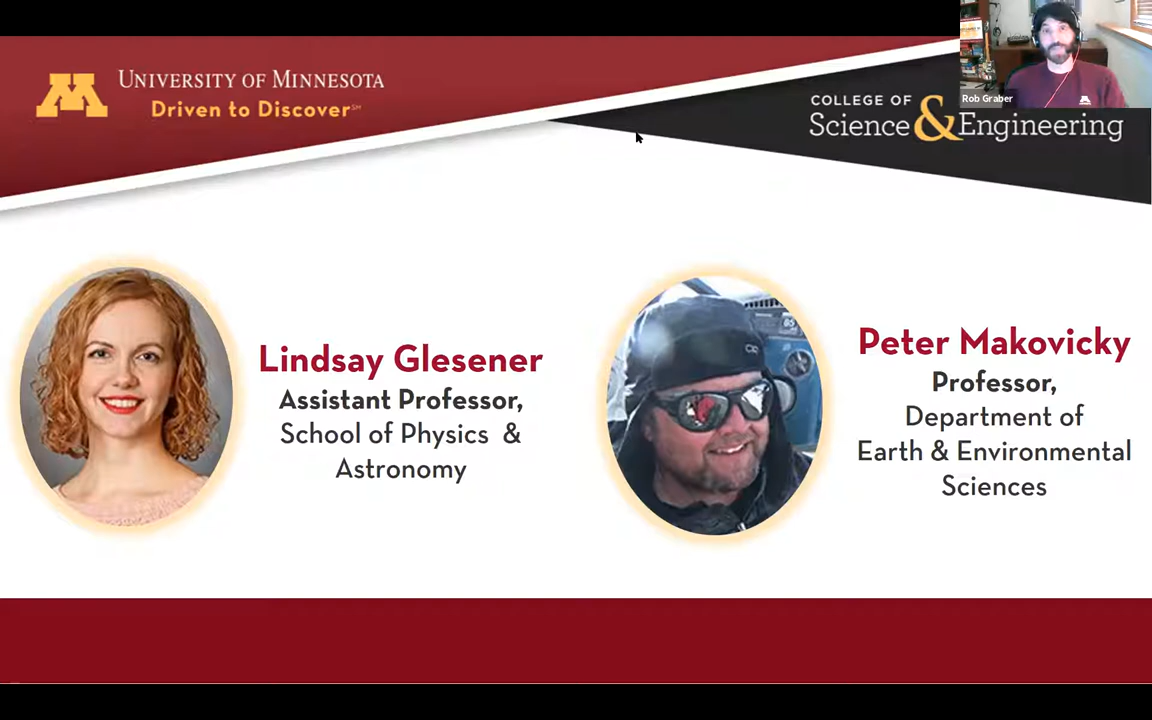 UNIVERSITY OF MINNESOTA
Driven to Discover℠
COLLEGE OF
Science & Engineering
Rob Graber
Lindsay Glesener
Assistant Professor,
School of Physics &
Astronomy
Peter Makovicky
Professor,
Department of
Earth & Environmental
Sciences